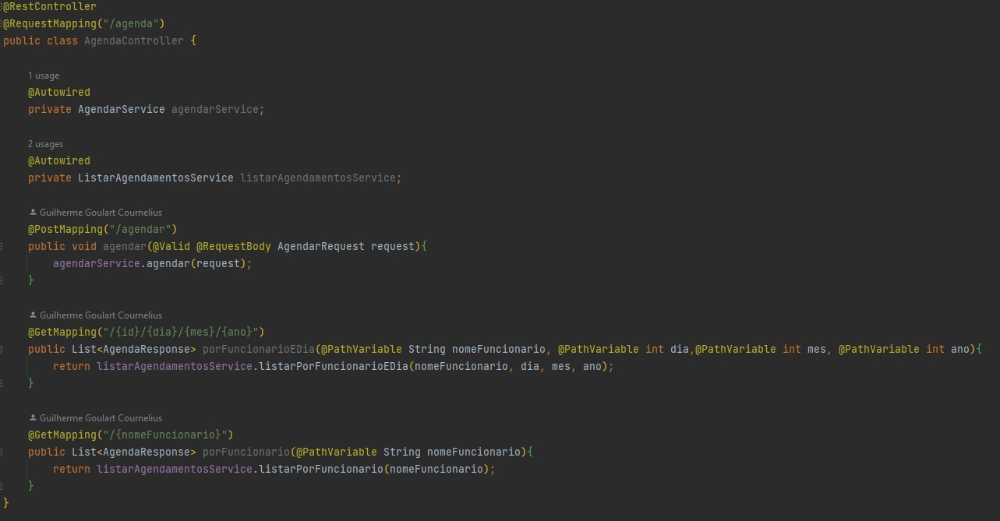 @RestController
@RequestMapping("/agenda")
public class AgendaController {
1 usage
@Autowired
private AgendarService agendarService;
2 usages
@Autowired
private ListarAgendamentosService listarAgendamentosService;
Guilherme Goulart Cournelius
@PostMapping("/agendar")
public void agendar(@Valid @RequestBody AgendarRequest request){
agendarService.agendar(request);
}
Guilherme Goulart Cournelius
@GetMapping("/{id}/{dia}/{mes}/{ano}")
public List<AgendaResponse> porFuncionarioEDia(@PathVariable String nomeFuncionario, @PathVariable int dia,@PathVariable int mes, @PathVariable int ano){
return listarAgendamentosService.listarPorFuncionarioEDia(nomeFuncionario, dia, mes, ano);
}
Guilherme Goulart Cournelius
@GetMapping("/{nomeFuncionario}")
public List<AgendaResponse> porFuncionario(@PathVariable String nomeFuncionario){
return listarAgendamentosService.listarPorFuncionario(nomeFuncionario);
}
}